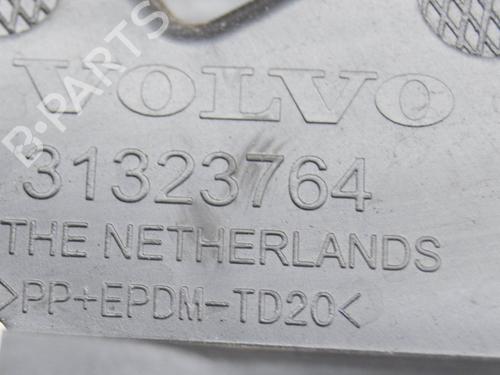 B-PARTS
VOLVO
31323764
THE NETHERLANDS
>PP+EPDM-TD20<